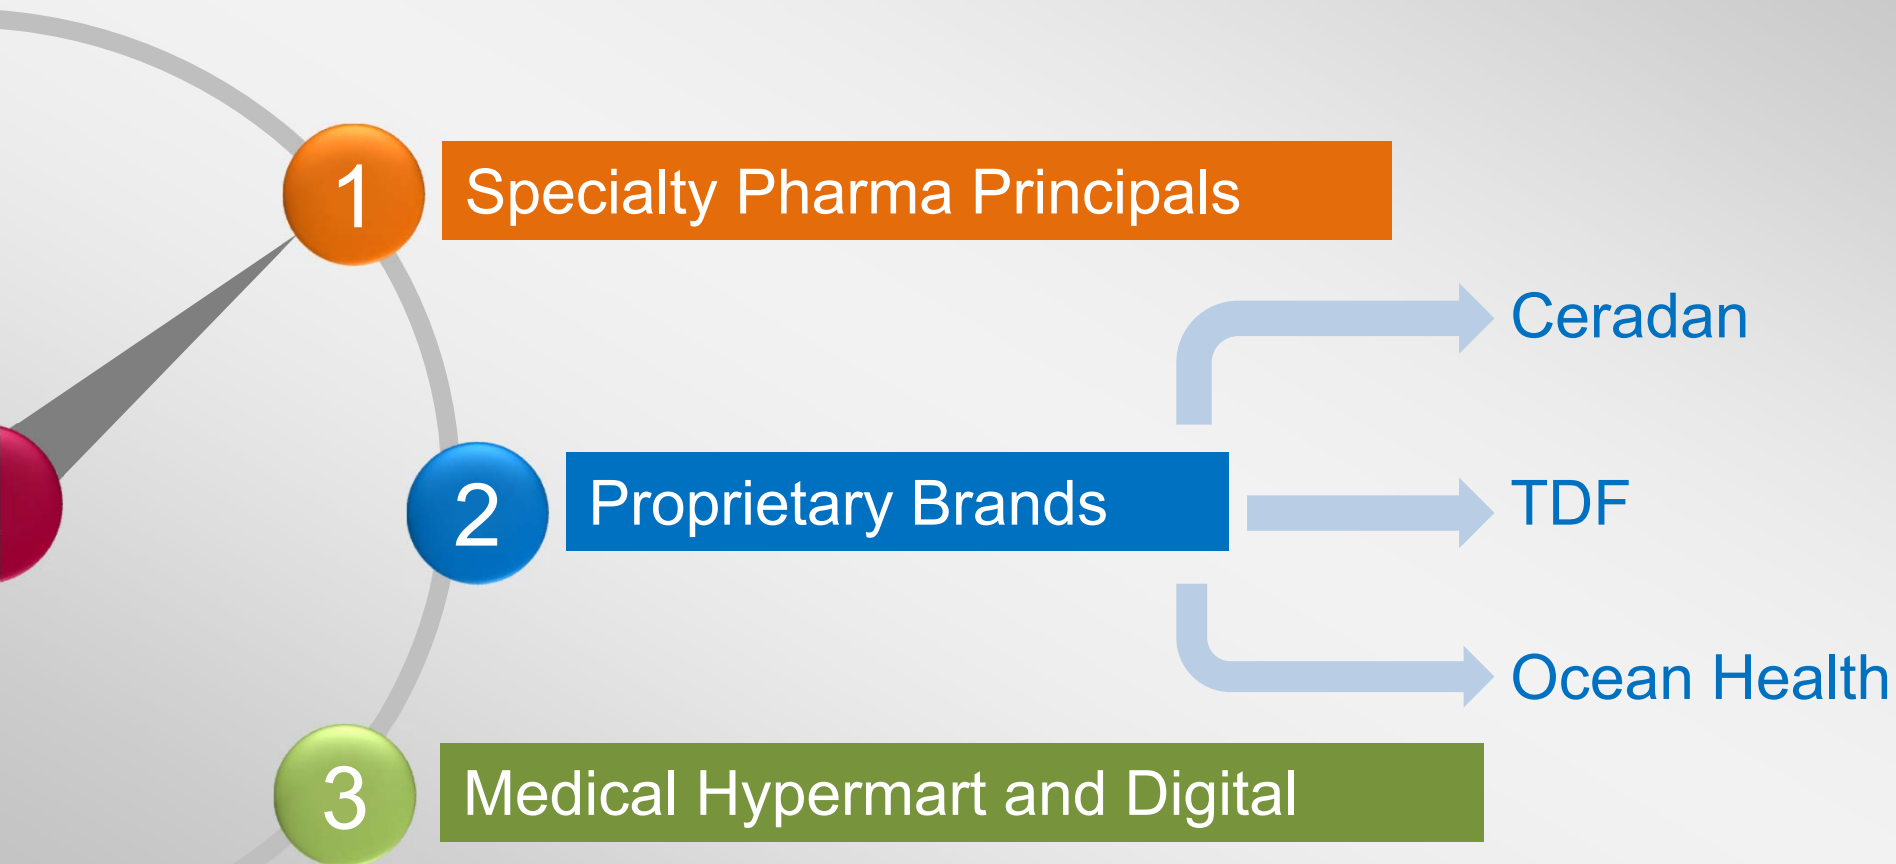 1
Specialty Pharma Principals
Ceradan
2
Proprietary Brands
TDF
Ocean Health
3
Medical Hypermart and Digital